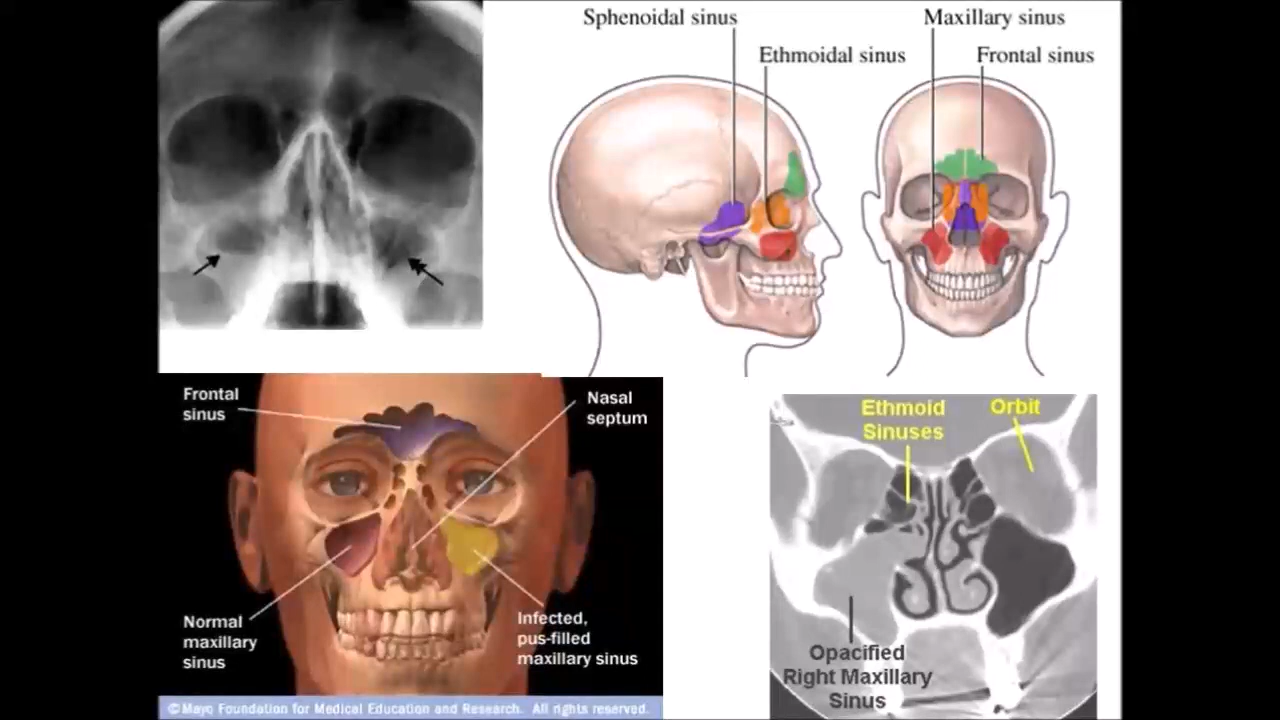 Sphenoidal sinus
Maxillary sinus
Ethmoidal sinus
Frontal sinus
Frontal
sinus
Nasal
septum
Normal
maxillary
sinus
Infected,
pus-filled
maxillary sinus
©Mayo Foundation for Medical Education and Research. All rights reserved.
Ethmoid
Sinuses
Orbit
Opacified
Right Maxillary
Sinus